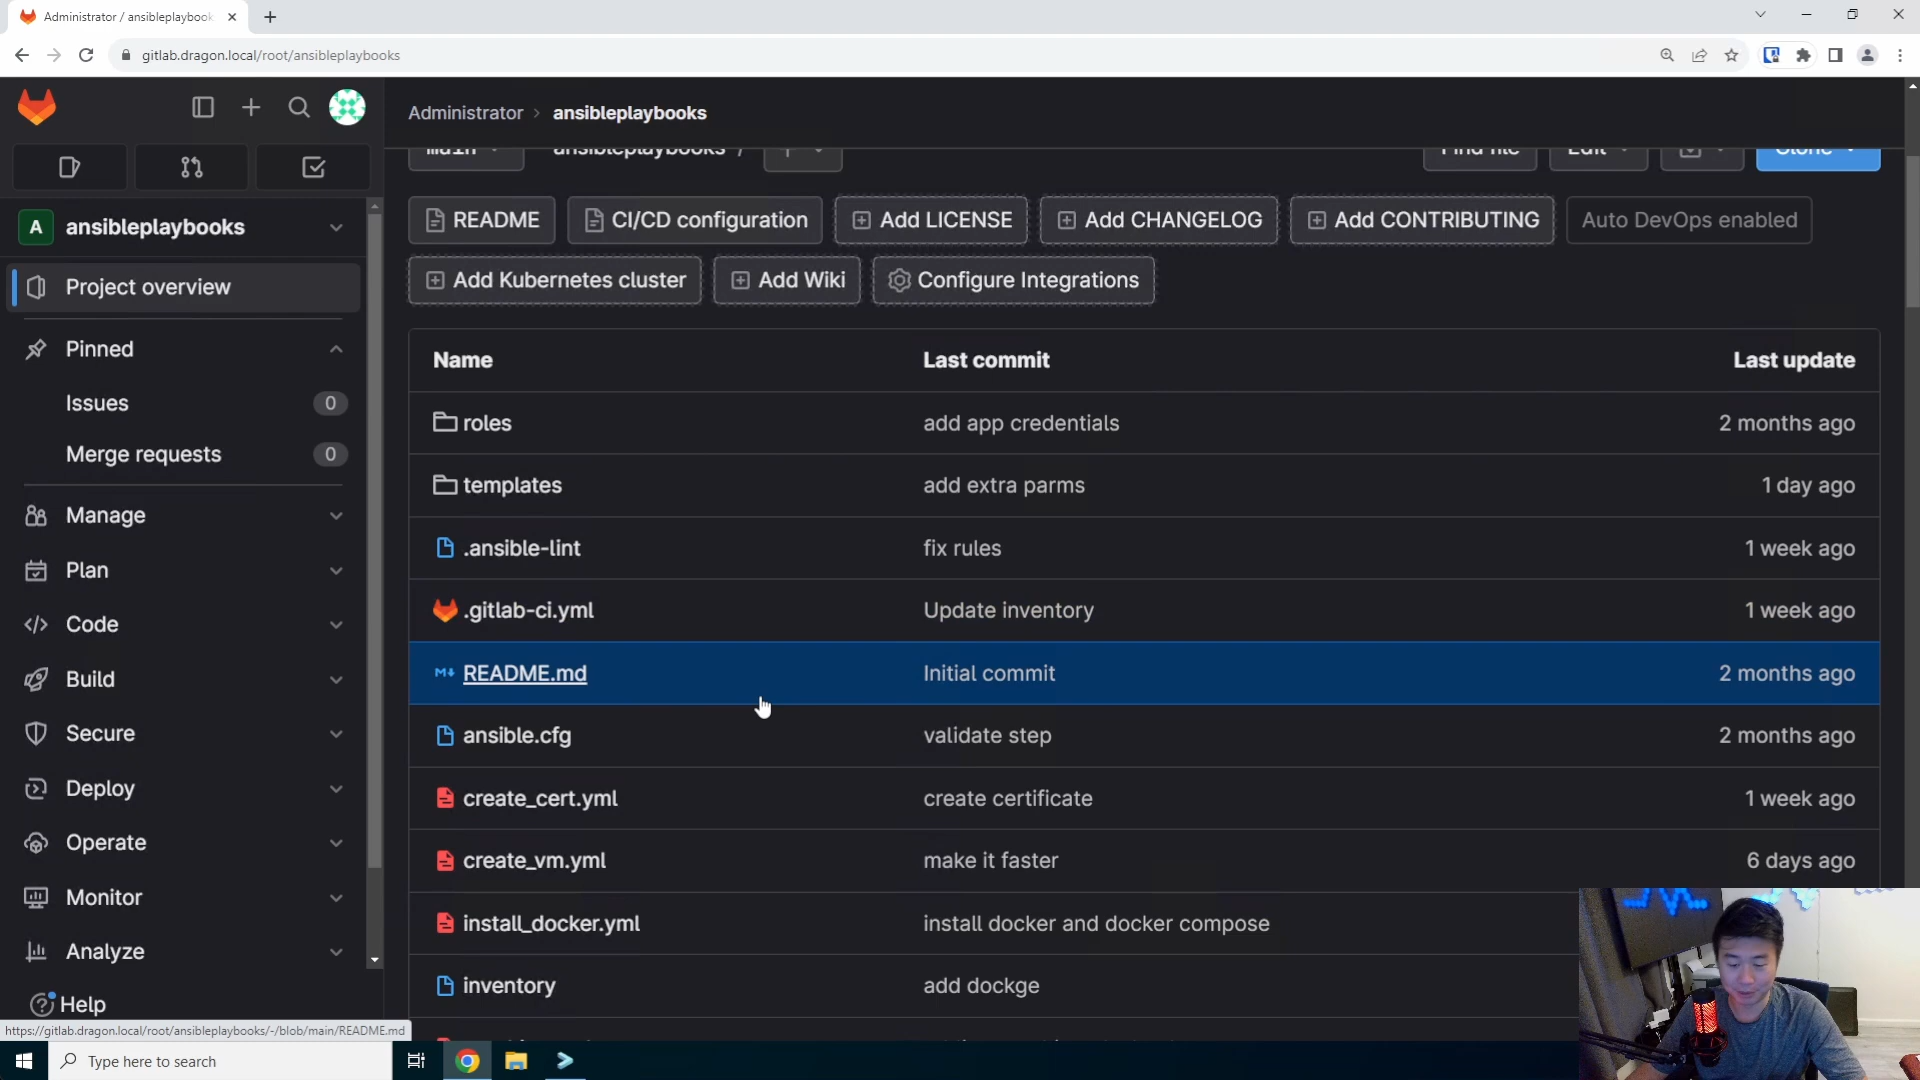 Administrator / ansibleplaybook
gitlab.dragon.local/root/ansibleplaybooks
Administrator › ansibleplaybooks
main ansibleplaybooks / + Find file Edit Clone
A ansibleplaybooks
Project overview
Pinned
Issues 0
Merge requests 0
Manage
Plan
Code
Build
Secure
Deploy
Operate
Monitor
Analyze
Help
README CI/CD configuration Add LICENSE Add CHANGELOG Add CONTRIBUTING Auto DevOps enabled
Add Kubernetes cluster Add Wiki Configure Integrations
Name Last commit Last update
roles add app credentials 2 months ago
templates add extra parms 1 day ago
.ansible-lint fix rules 1 week ago
.gitlab-ci.yml Update inventory 1 week ago
README.md Initial commit 2 months ago
ansible.cfg validate step 2 months ago
create_cert.yml create certificate 1 week ago
create_vm.yml make it faster 6 days ago
install_docker.yml install docker and docker compose
inventory add dockge
https://gitlab.dragon.local/root/ansibleplaybooks/-/blob/main/README.md
Type here to search